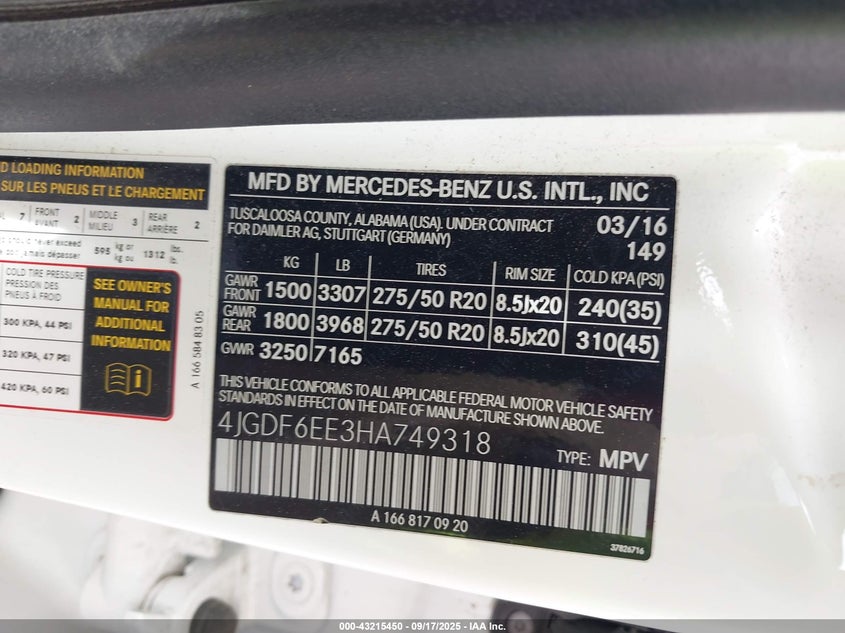 D LOADING INFORMATION
SUR LES PNEUS ET LE CHARGEMENT
7 FRONT AVANT 2 MIDDLE MILIEU 3 REAR ARRIÈRE 2
never exceed
jamais dépasser 595 kg or kg ou 1312 lbs. lb.
COLD TIRE PRESSURE
PRESSION DES
PNEUS À FROID
300 KPA, 44 PSI
320 KPA, 47 PSI
420 KPA, 60 PSI
SEE OWNER'S
MANUAL FOR
ADDITIONAL
INFORMATION
A 166 584 83 05
MFD BY MERCEDES-BENZ U.S. INTL., INC
TUSCALOOSA COUNTY, ALABAMA (USA). UNDER CONTRACT
FOR DAIMLER AG, STUTTGART (GERMANY)
03/16
149
KG LB TIRES RIM SIZE COLD KPA(PSI)
GAWR FRONT 1500 3307 275/50 R20 8.5Jx20 240(35)
GAWR REAR 1800 3968 275/50 R20 8.5Jx20 310(45)
GVWR 3250 7165
THIS VEHICLE CONFORMS TO ALL APPLICABLE FEDERAL MOTOR VEHICLE SAFETY
STANDARDS IN EFFECT ON THE DATE OF MANUFACTURE SHOWN ABOVE.
4JGDF6EE3HA749318
TYPE: MPV
A 166 817 09 20
37826716
000-43215450 - 09/17/2025 - IAA Inc.